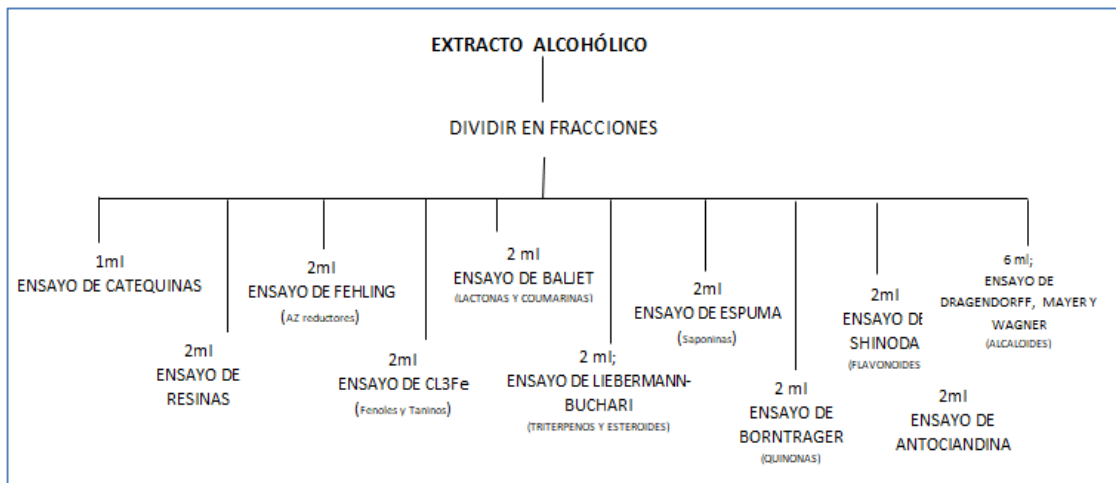 EXTRACTO ALCOHÓLICO
DIVIDIR EN FRACCIONES
1ml
ENSAYO DE CATEQUINAS
2ml
ENSAYO DE
RESINAS
2ml
ENSAYO DE FEHLING
(AZ reductores)
2ml
ENSAYO DE CL3Fe
(Fenoles y Taninos)
2 ml
ENSAYO DE BALJET
(LACTONAS Y COUMARINAS)
2 ml;
ENSAYO DE LIEBERMANN-
BUCHARI
(TRITERPENOS Y ESTEROIDES)
2ml
ENSAYO DE ESPUMA
(Saponinas)
2 ml
ENSAYO DE
BORNTRAGER
(QUINONAS)
2ml
ENSAYO DE
SHINODA
(FLAVONOIDES
6 ml;
ENSAYO DE
DRAGENDORFF, MAYER Y
WAGNER
(ALCALOIDES)
2ml
ENSAYO DE
ANTOCIANDINA